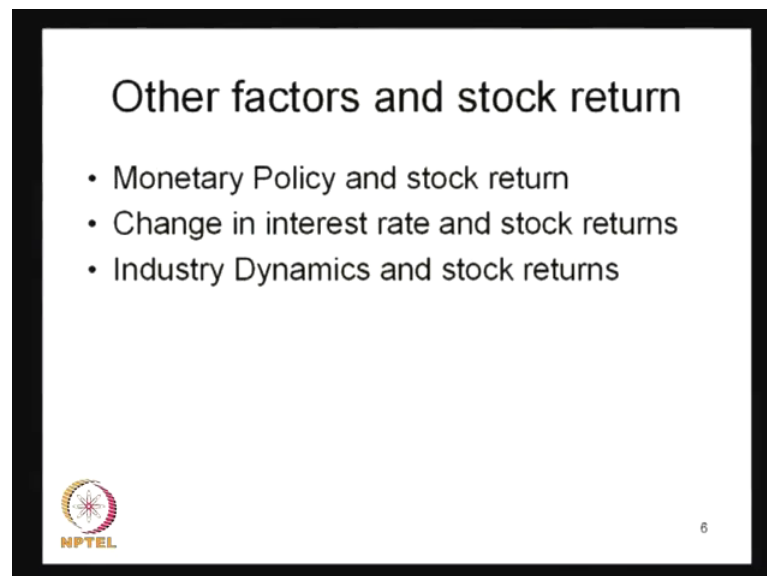 Other factors and stock return
• Monetary Policy and stock return
• Change in interest rate and stock returns
• Industry Dynamics and stock returns
NPTEL
6